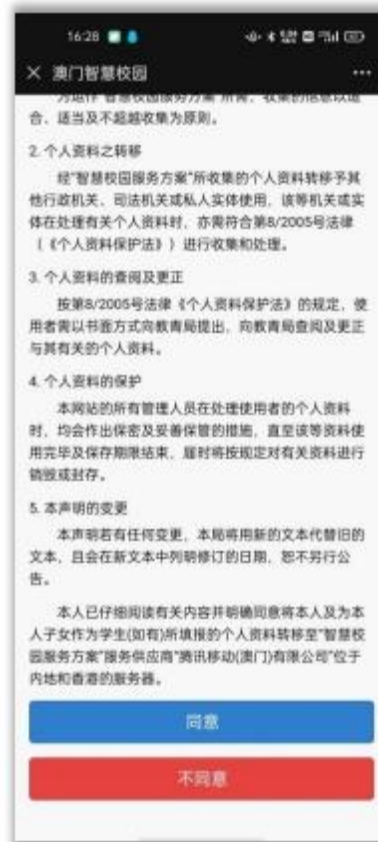 16:28
澳门智慧校园
为运作"智慧校园服务方案"所需，收集的信息以适
合、适当及不超越收集为原则。
2. 个人资料之转移
经"智慧校园服务方案"所收集的个人资料转移予其
他行政机关、司法机关或私人实体使用，该等机关或实
体在处理有关个人资料时，亦需符合第8/2005号法律
（《个人资料保护法》）进行收集和处理。
3. 个人资料的查阅及更正
按第8/2005号法律《个人资料保护法》的规定，使
用者需以书面方式向教青局提出，向教青局查阅及更正
与其有关的个人资料。
4. 个人资料的保护
本网站的所有管理人员在处理使用者的个人资料
时，均会作出保密及妥善保管的措施，直至该等资料使
用完毕及保存期限结束，届时将按规定对有关资料进行
销毁或封存。
5. 本声明的变更
本声明若有任何变更，本局将用新的文本代替旧的
文本，且会在新文本中列明修订的日期，恕不另行公
告。
本人已仔细阅读有关内容并明确同意将本人及为本
人子女作为学生(如有)所填报的个人资料转移至"智慧校
园服务方案"服务供应商"腾讯移动(澳门)有限公司"位于
内地和香港的服务器。
同意
不同意